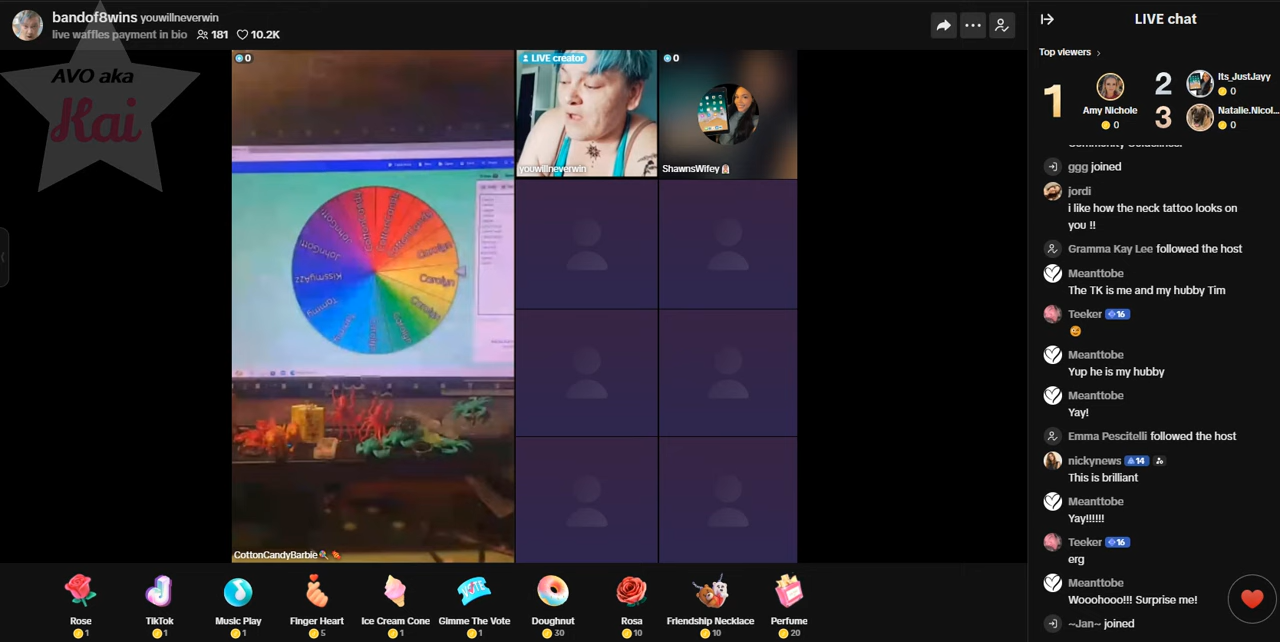 bandof8wins youwillneverwin
live waffles payment in bio 181 10.2K
AVO aka
Kai
0
LIVE creator
youwillneverwin
0
ShawnsWifey
Carolyn
Carolyn
Carolyn
KissmyAzz
Tommy
CottonCandyBarbie
Rose
1
TikTok
1
Music Play
1
Finger Heart
5
Ice Cream Cone
1
Gimme The Vote
1
Doughnut
30
Rosa
10
Friendship Necklace
10
Perfume
20
LIVE chat
Top viewers >
1
Amy Nichole
0
2
Its_JustJayy
0
3
Natalie.Nicol...
0
Community Guidelines.
ggg joined
jordi
i like how the neck tattoo looks on
you !!
Gramma Kay Lee followed the host
Meanttobe
The TK is me and my hubby Tim
Teeker 16
Meanttobe
Yup he is my hubby
Meanttobe
Yay!
Emma Pescitelli followed the host
nickynews 14
This is brilliant
Meanttobe
Yay!!!!!!
Teeker 16
erg
Meanttobe
Wooohooo!!! Surprise me!
~Jan~ joined